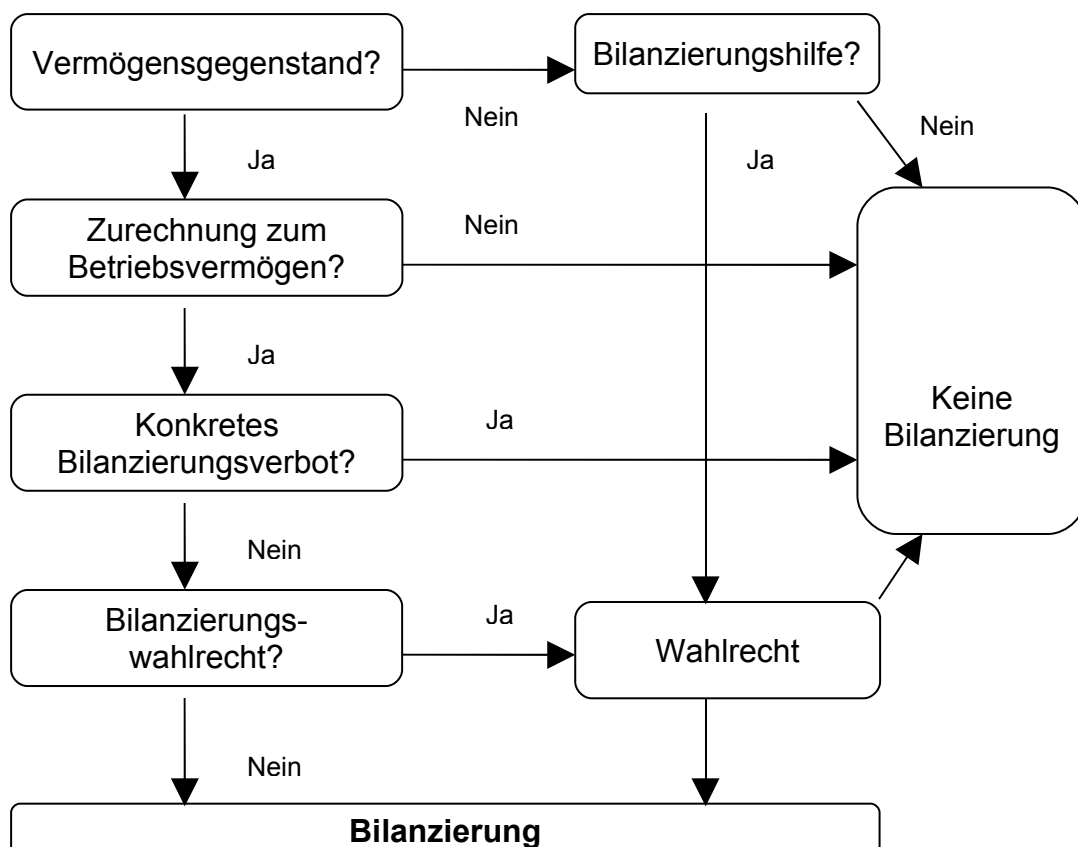 Vermögensgegenstand?
Bilanzierungshilfe?
Nein
Nein
Ja
Ja
Zurechnung zum
Betriebsvermögen?
Nein
Ja
Konkretes
Bilanzierungsverbot?
Ja
Keine
Bilanzierung
Nein
Bilanzierungs-
wahlrecht?
Ja
Wahlrecht
Nein
Bilanzierung